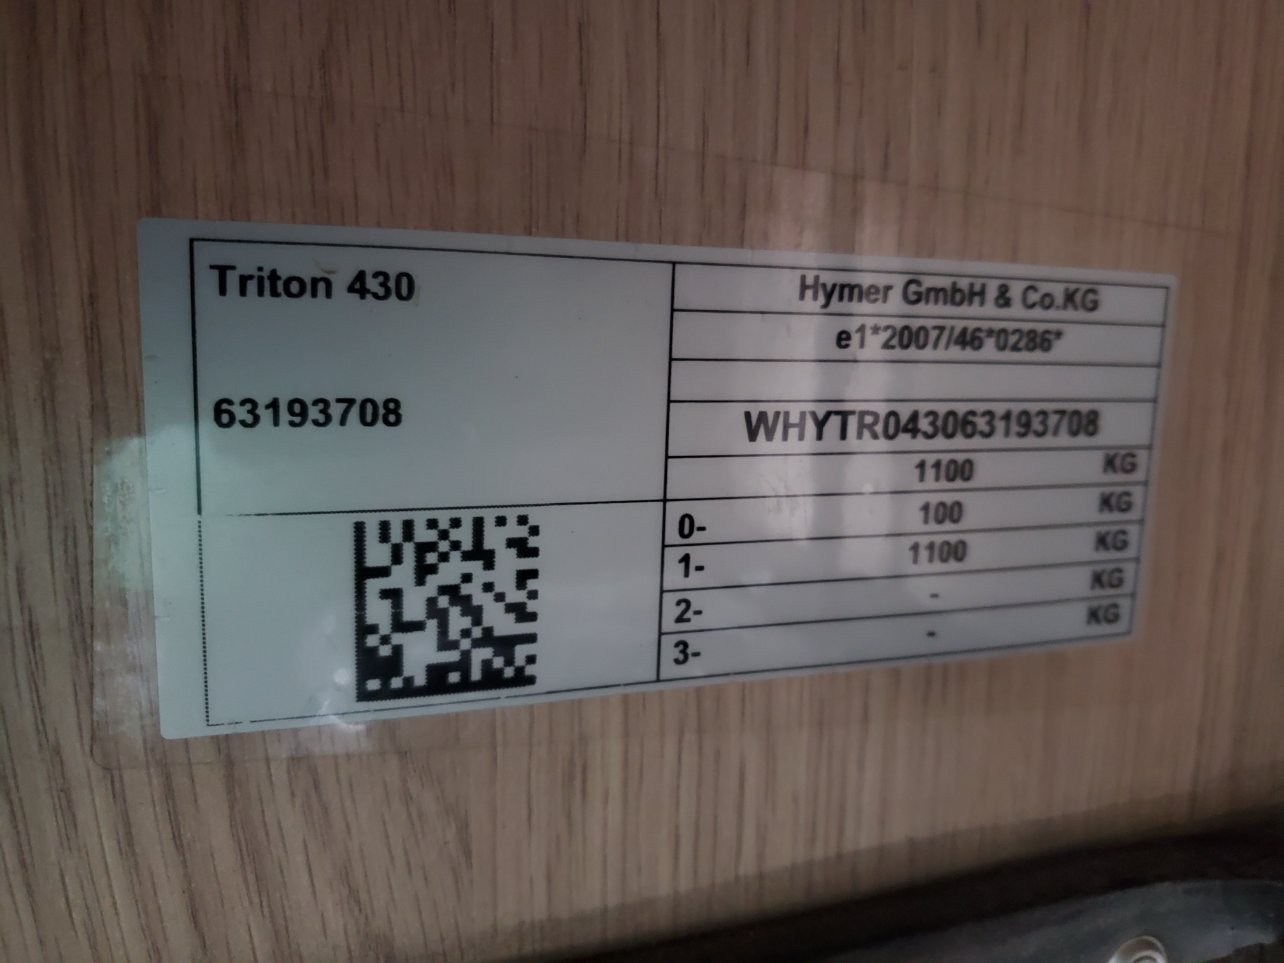 Triton 430
63193708
Hymer GmbH & Co.KG
e1*2007/46*0286*
WHYTR043063193708
1100 KG
0- 100 KG
1- 1100 KG
2- - KG
3- - KG